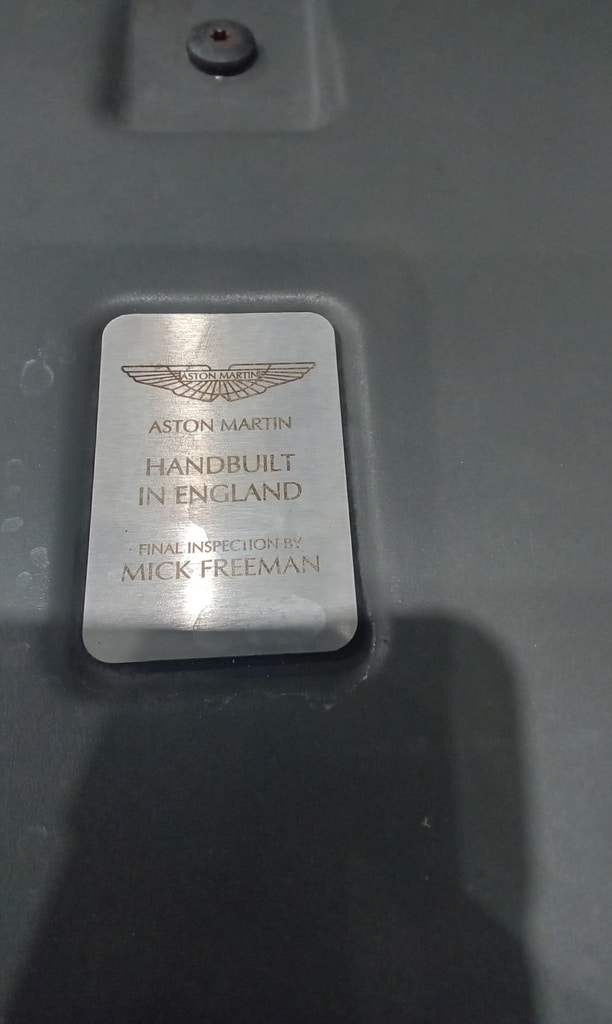 ASTON MARTIN
ASTON MARTIN
HANDBUILT
IN ENGLAND
FINAL INSPECTION BY
MICK FREEMAN